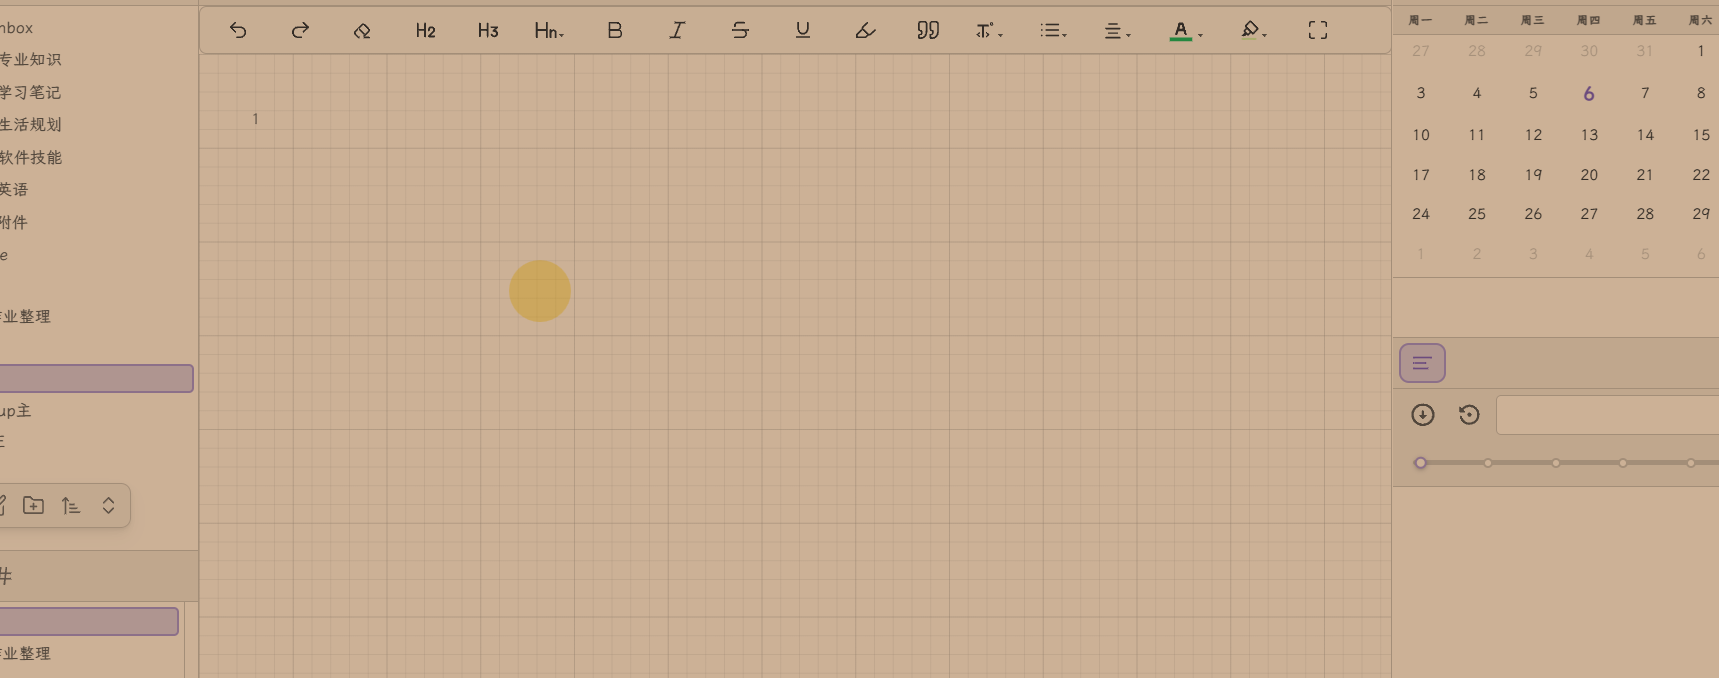 nbox
专业知识
学习笔记
生活规划
软件技能
英语
附件
e
业整理
up主
H2 H3 Hn B I S U T A
1
周一 周二 周三 周四 周五 周六
27 28 29 30 31 1
3 4 5 6 7 8
10 11 12 13 14 15
17 18 19 20 21 22
24 25 26 27 28 29
1 2 3 4 5 6
业整理